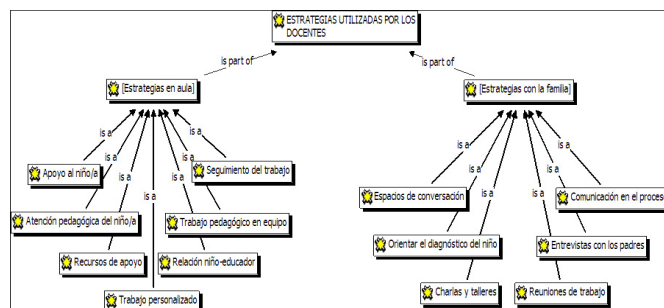 ESTRATEGIAS UTILIZADAS POR LOS
DOCENTES
is part of
is part of
[Estrategias en aula]
[Estrategias con la familia]
is a
is a
is a
is a
is a
is a
is a
Apoyo al niño/a
Seguimiento del trabajo
Atención pedagógica del niño/a
Trabajo pedagógico en equipo
Recursos de apoyo
Relación niño-educador
Trabajo personalizado
is a
is a
is a
is a
is a
is a
Espacios de conversación
Comunicación en el proceso
Orientar el diagnóstico del niño
Entrevistas con los padres
Charlas y talleres
Reuniones de trabajo